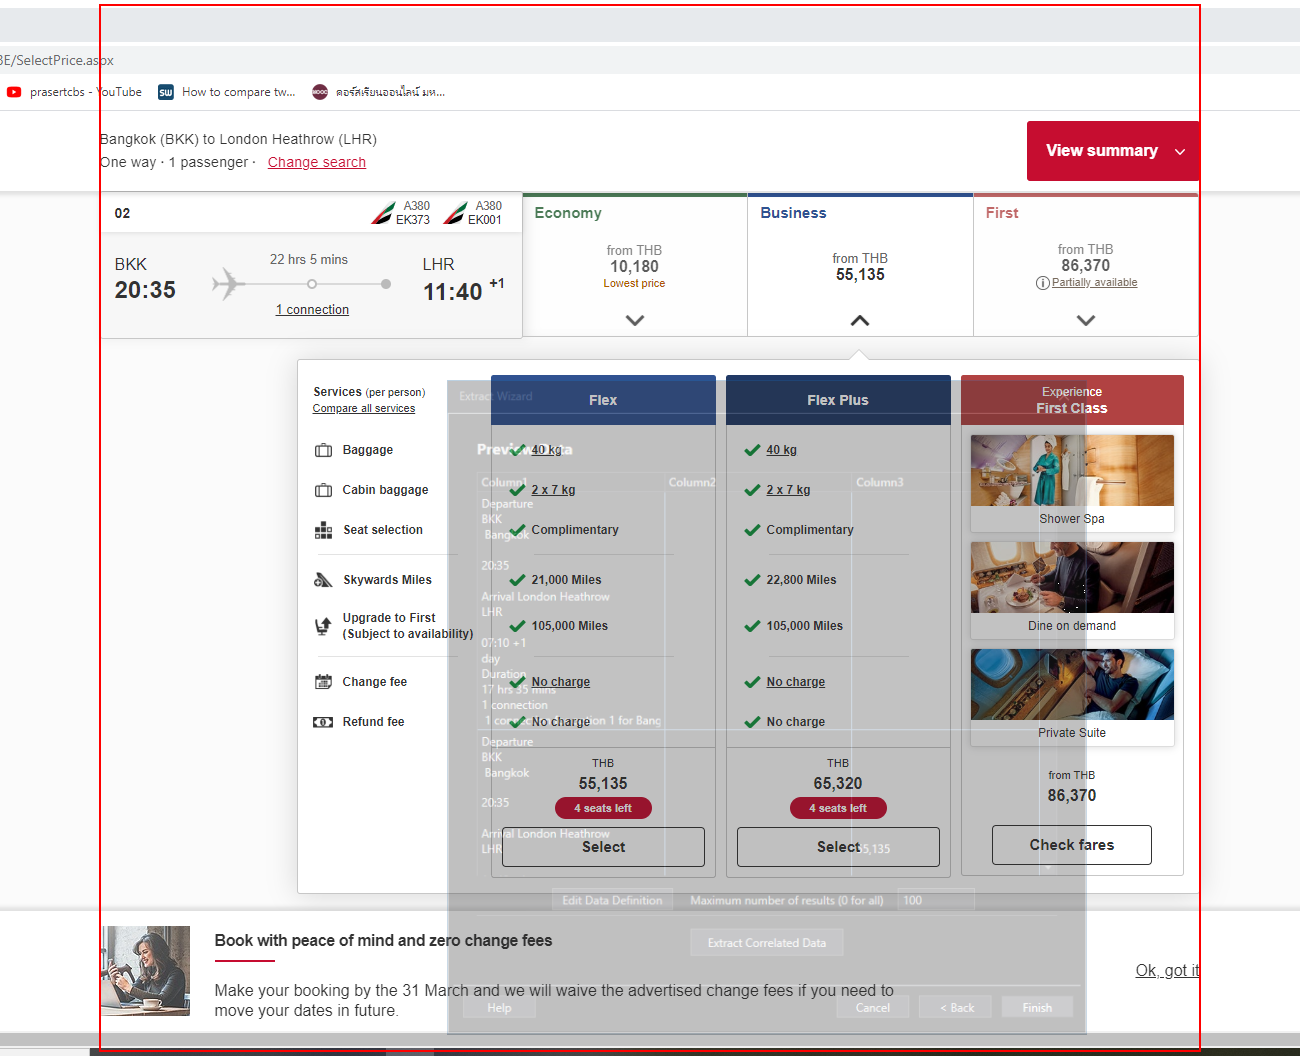 3E/SelectPrice.aspx
prasertcbs - YouTube
How to compare tw...
MOOC
คอร์สเรียนออนไลน์ มห...
Bangkok (BKK) to London Heathrow (LHR)
One way · 1 passenger · Change search
View summary
02
A380
EK373
A380
EK001
BKK
20:35
22 hrs 5 mins
1 connection
LHR
11:40 +1
Economy
from THB
10,180
Lowest price
Business
from THB
55,135
First
from THB
86,370
Partially available
Services (per person)
Compare all services
Baggage
Cabin baggage
Seat selection
Skywards Miles
Upgrade to First
(Subject to availability)
Change fee
Refund fee
Flex
40 kg
2 x 7 kg
Complimentary
21,000 Miles
105,000 Miles
No charge
No charge
THB
55,135
4 seats left
Select
Flex Plus
40 kg
2 x 7 kg
Complimentary
22,800 Miles
105,000 Miles
No charge
No charge
THB
65,320
4 seats left
Select
Experience
First Class
Shower Spa
Dine on demand
Private Suite
from THB
86,370
Check fares
Extract Wizard
Preview Data
Column1
Column2
Column3
Departure
BKK
Bangkok
20:35
Arrival London Heathrow
LHR
07:10 +1
day
Duration
17 hrs 35 mins
1 connection
Departure
BKK
Bangkok
20:35
Arrival London Heathrow
LHR
55,135
Edit Data Definition
Maximum number of results (0 for all)
100
Extract Correlated Data
Help
Cancel
< Back
Finish
Book with peace of mind and zero change fees
Make your booking by the 31 March and we will waive the advertised change fees if you need to
move your dates in future.
Ok, got it